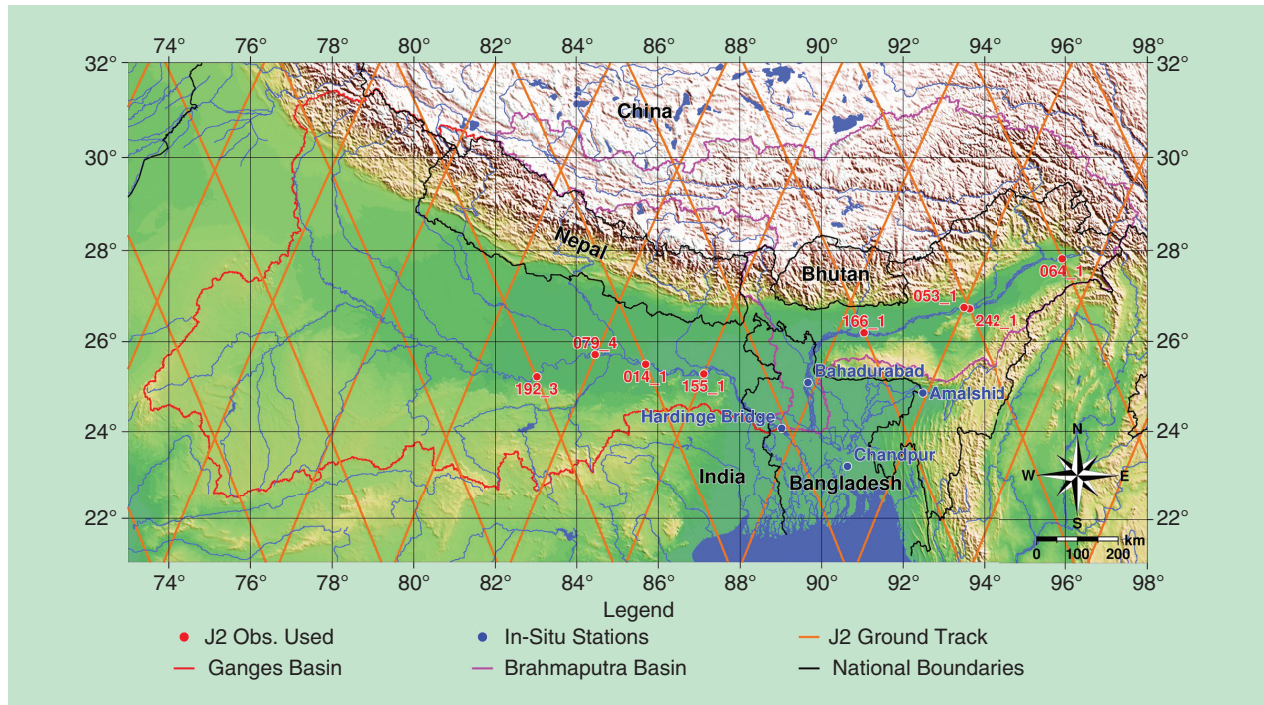 74° 76° 78° 80° 82° 84° 86° 88° 90° 92° 94° 96° 98°
32° 32°
China
30° 30°
Nepal
28° 28°
Bhutan
064_1
053_1
166_1 242_1
26° 26°
079_4
192_3 014_1 155_1
Bahadurabad
Amalshid
Hardinge Bridge
24° 24°
N
Chandpur
India Bangladesh
W E
22° 22°
S
km
0 100 200
74° 76° 78° 80° 82° 84° 86° 88° 90° 92° 94° 96° 98°
Legend
J2 Obs. Used In-Situ Stations J2 Ground Track
Ganges Basin Brahmaputra Basin National Boundaries